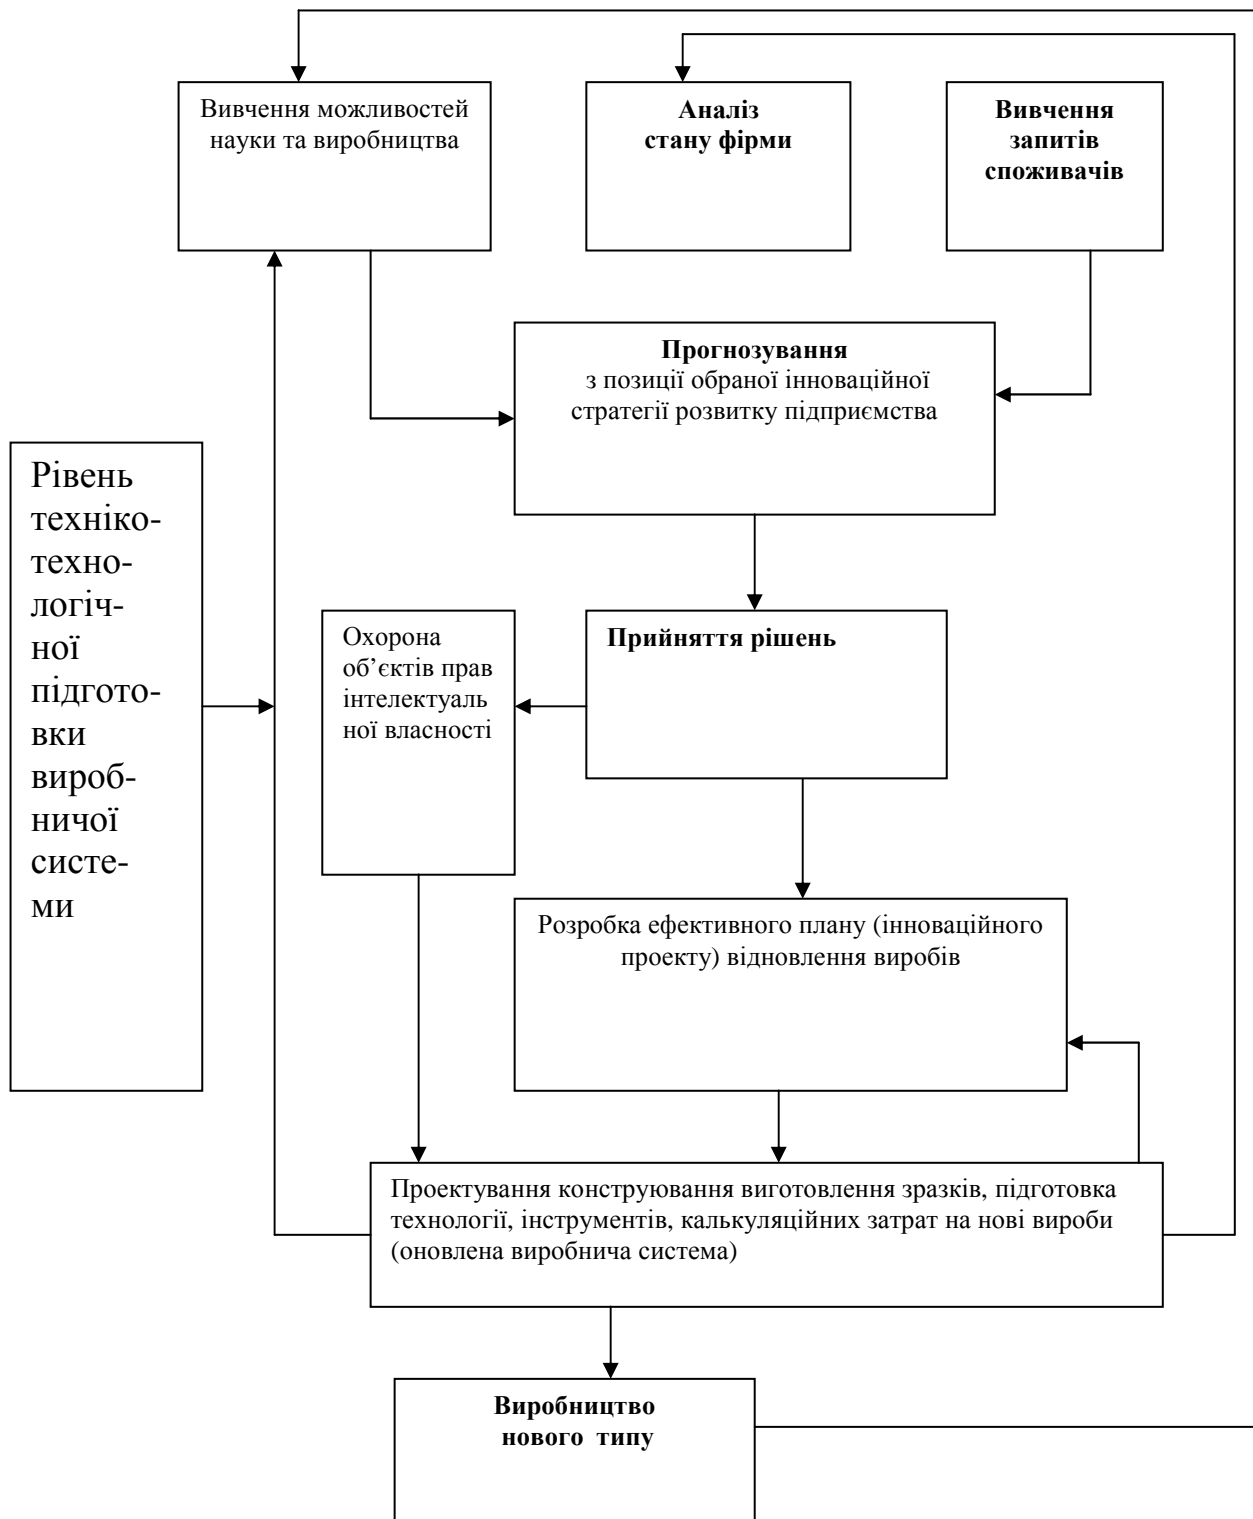 Вивчення можливостей
науки та виробництва
Аналіз
стану фірми
Вивчення
запитів
споживачів
Прогнозування
з позиції обраної інноваційної
стратегії розвитку підприємства
Рівень
техніко-
техно-
логіч-
ної
підгото-
вки
вироб-
ничої
систе-
ми
Охорона
об’єктів прав
інтелектуаль
ної власності
Прийняття рішень
Розробка ефективного плану (інноваційного
проекту) відновлення виробів
Проектування конструювання виготовлення зразків, підготовка
технології, інструментів, калькуляційних затрат на нові вироби
(оновлена виробнича система)
Виробництво
нового типу